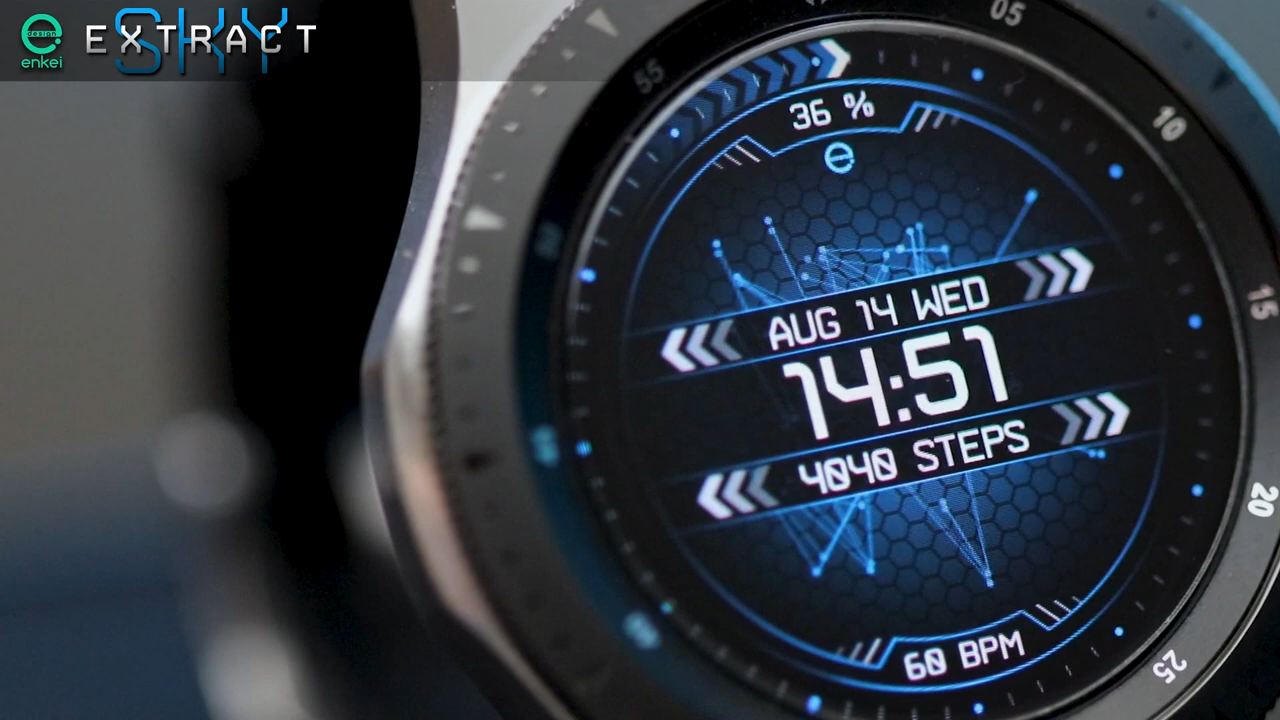 design
enkei
EXTRACT
SKY
05
55
10
36 %
e
15
AUG 14 WED
14:51
4040 STEPS
20
60 BPM
25